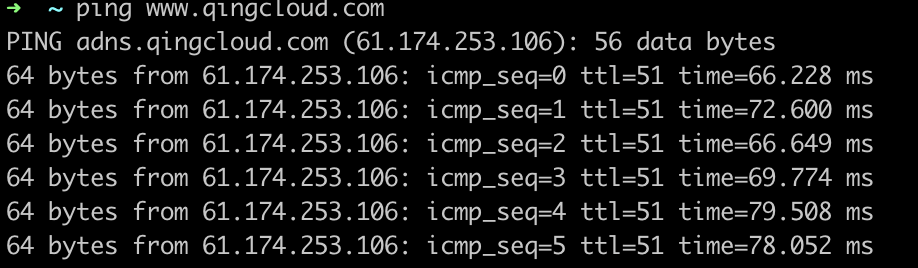 ➜  ~ ping www.qingcloud.com
PING adns.qingcloud.com (61.174.253.106): 56 data bytes
64 bytes from 61.174.253.106: icmp_seq=0 ttl=51 time=66.228 ms
64 bytes from 61.174.253.106: icmp_seq=1 ttl=51 time=72.600 ms
64 bytes from 61.174.253.106: icmp_seq=2 ttl=51 time=66.649 ms
64 bytes from 61.174.253.106: icmp_seq=3 ttl=51 time=69.774 ms
64 bytes from 61.174.253.106: icmp_seq=4 ttl=51 time=79.508 ms
64 bytes from 61.174.253.106: icmp_seq=5 ttl=51 time=78.052 ms